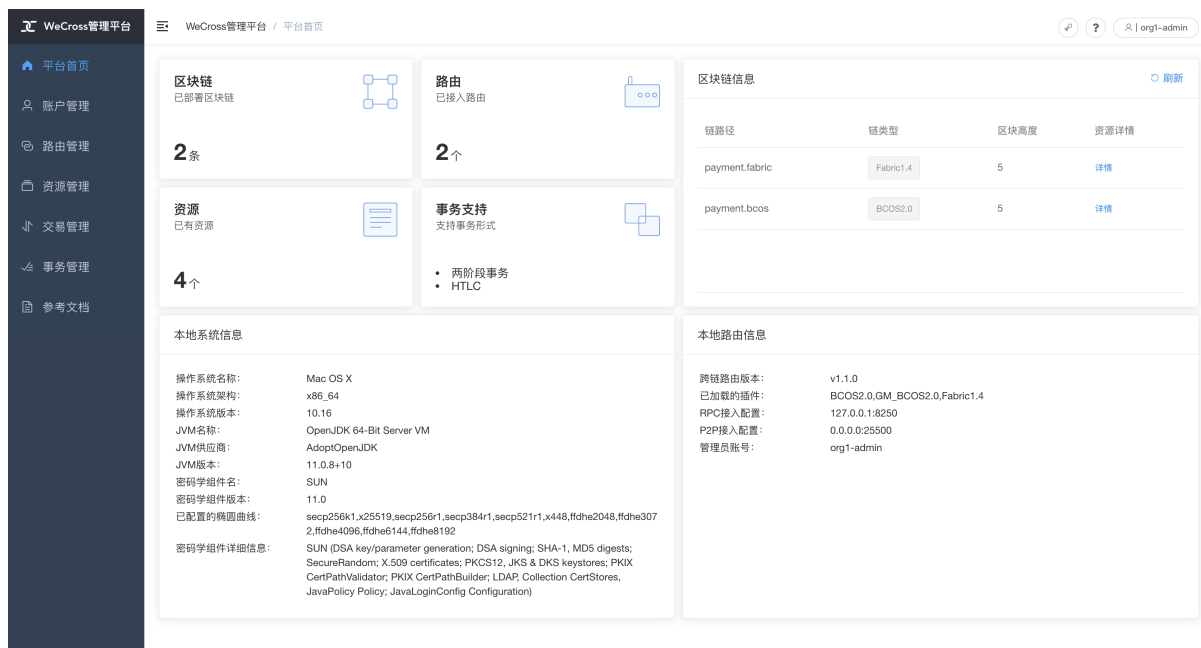 WeCross管理平台
WeCross管理平台 / 平台首页
? org1-admin
平台首页
账户管理
路由管理
资源管理
交易管理
事务管理
参考文档
区块链
已部署区块链
2条
路由
已接入路由
2个
资源
已有资源
4个
事务支持
支持事务形式
• 两阶段事务
• HTLC
区块链信息 刷新
链路径 链类型 区块高度 资源详情
payment.fabric Fabric1.4 5 详情
payment.bcos BCOS2.0 5 详情
本地系统信息
操作系统名称: Mac OS X
操作系统架构: x86_64
操作系统版本: 10.16
JVM名称: OpenJDK 64-Bit Server VM
JVM供应商: AdoptOpenJDK
JVM版本: 11.0.8+10
密码学组件名: SUN
密码学组件版本: 11.0
已配置的椭圆曲线: secp256k1,x25519,secp256r1,secp384r1,secp521r1,x448,ffdhe2048,ffdhe307
2,ffdhe4096,ffdhe6144,ffdhe8192
密码学组件详细信息: SUN (DSA key/parameter generation; DSA signing; SHA-1, MD5 digests;
SecureRandom; X.509 certificates; PKCS12, JKS & DKS keystores; PKIX
CertPathValidator; PKIX CertPathBuilder; LDAP, Collection CertStores,
JavaPolicy Policy; JavaLoginConfig Configuration)
本地路由信息
跨链路由版本: v1.1.0
已加载的插件: BCOS2.0,GM_BCOS2.0,Fabric1.4
RPC接入配置: 127.0.0.1:8250
P2P接入配置: 0.0.0.0:25500
管理员账号: org1-admin